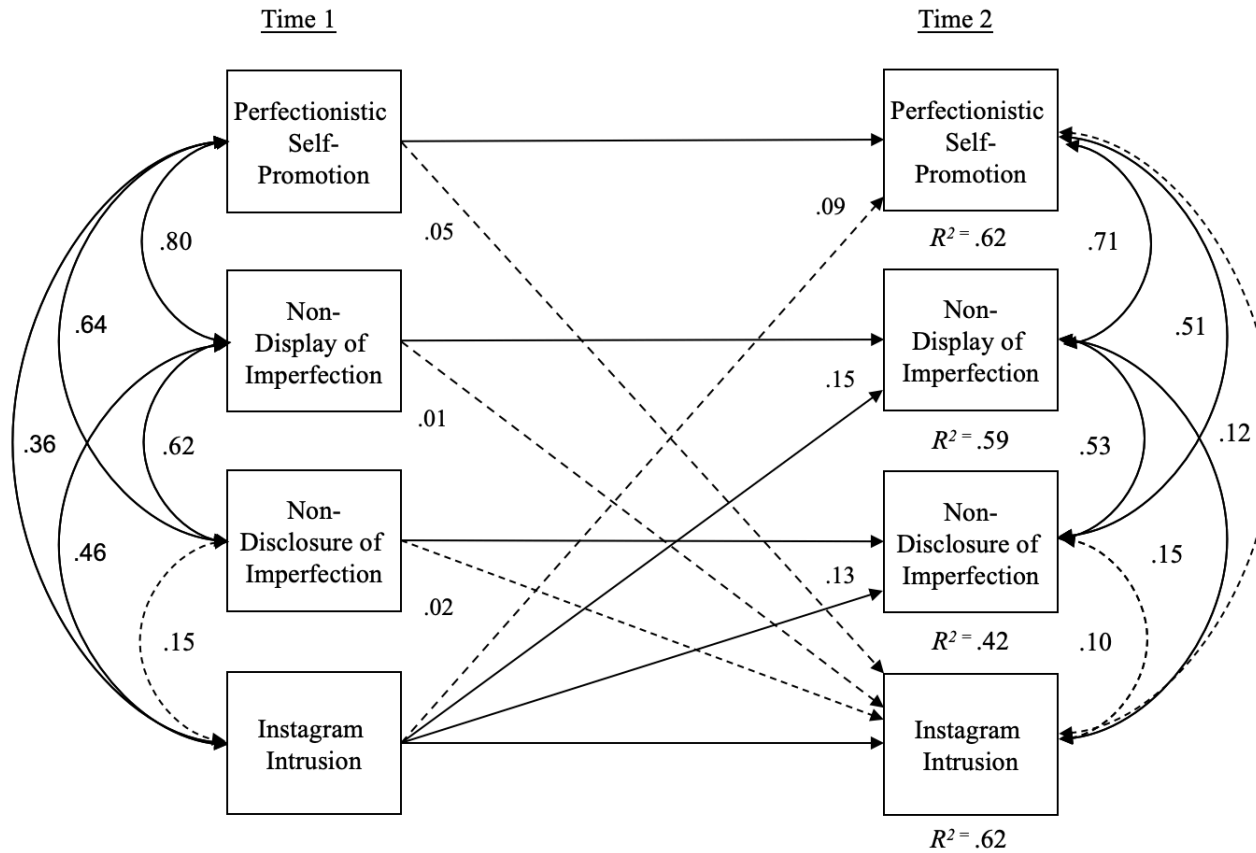 Time 1
Time 2
Perfectionistic
Self-
Promotion
Perfectionistic
Self-
Promotion
.05
.09
R² = .62
.80
.71
Non-
Display of
Imperfection
Non-
Display of
Imperfection
.64
.51
.01
.15
R² = .59
.36
.62
.53
.12
Non-
Disclosure of
Imperfection
Non-
Disclosure of
Imperfection
.46
.15
.02
.13
R² = .42
.15
.10
Instagram
Intrusion
Instagram
Intrusion
R² = .62